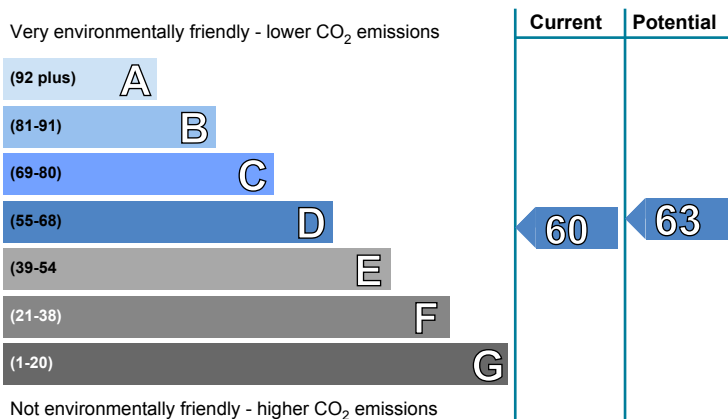 Current Potential
Very environmentally friendly - lower CO2 emissions
(92 plus) A
(81-91) B
(69-80) C
(55-68) D 60 63
(39-54 E
(21-38) F
(1-20) G
Not environmentally friendly - higher CO2 emissions